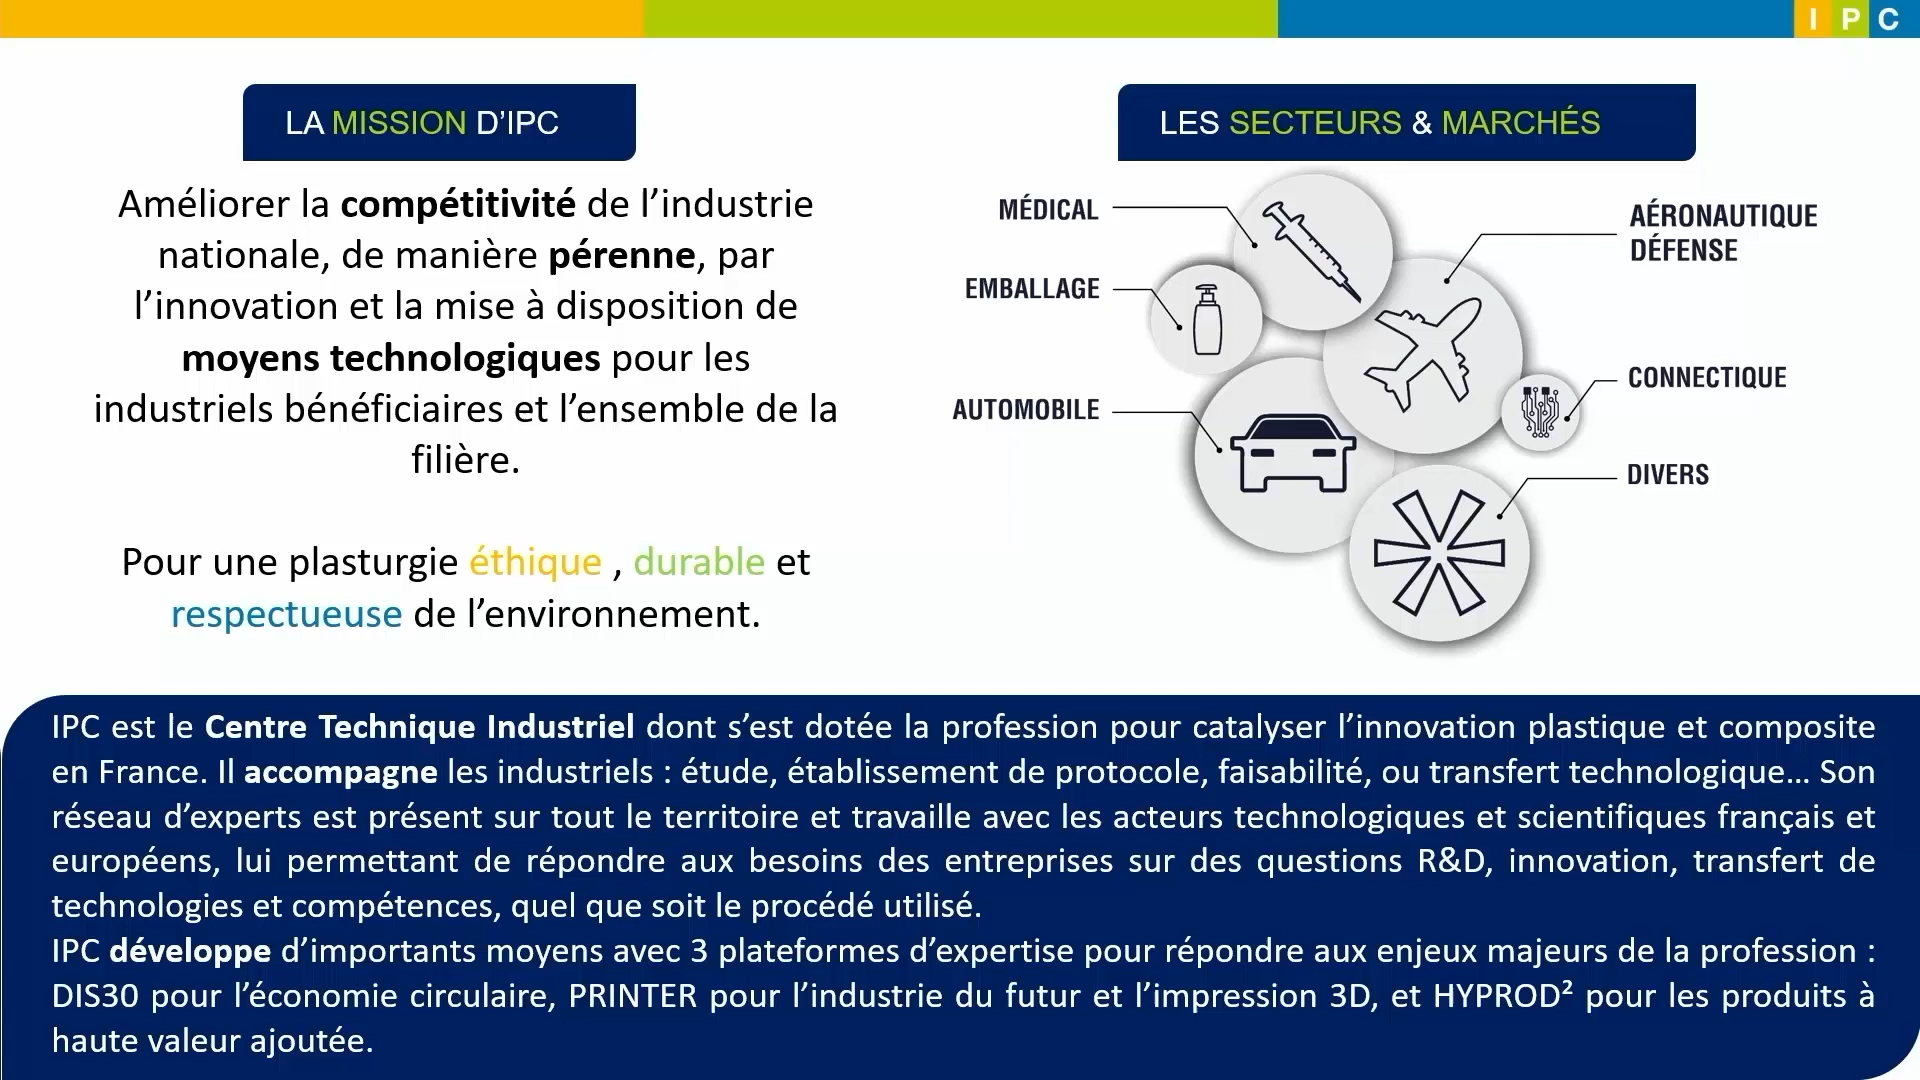 I P C
LA MISSION D’IPC
Améliorer la compétitivité de l’industrie
nationale, de manière pérenne, par
l’innovation et la mise à disposition de
moyens technologiques pour les
industriels bénéficiaires et l’ensemble de la
filière.
Pour une plasturgie éthique , durable et
respectueuse de l’environnement.
LES SECTEURS & MARCHÉS
MÉDICAL
EMBALLAGE
AUTOMOBILE
AÉRONAUTIQUE
DÉFENSE
CONNECTIQUE
DIVERS
IPC est le Centre Technique Industriel dont s’est dotée la profession pour catalyser l’innovation plastique et composite
en France. Il accompagne les industriels : étude, établissement de protocole, faisabilité, ou transfert technologique… Son
réseau d’experts est présent sur tout le territoire et travaille avec les acteurs technologiques et scientifiques français et
européens, lui permettant de répondre aux besoins des entreprises sur des questions R&D, innovation, transfert de
technologies et compétences, quel que soit le procédé utilisé.
IPC développe d’importants moyens avec 3 plateformes d’expertise pour répondre aux enjeux majeurs de la profession :
DIS30 pour l’économie circulaire, PRINTER pour l’industrie du futur et l’impression 3D, et HYPROD² pour les produits à
haute valeur ajoutée.